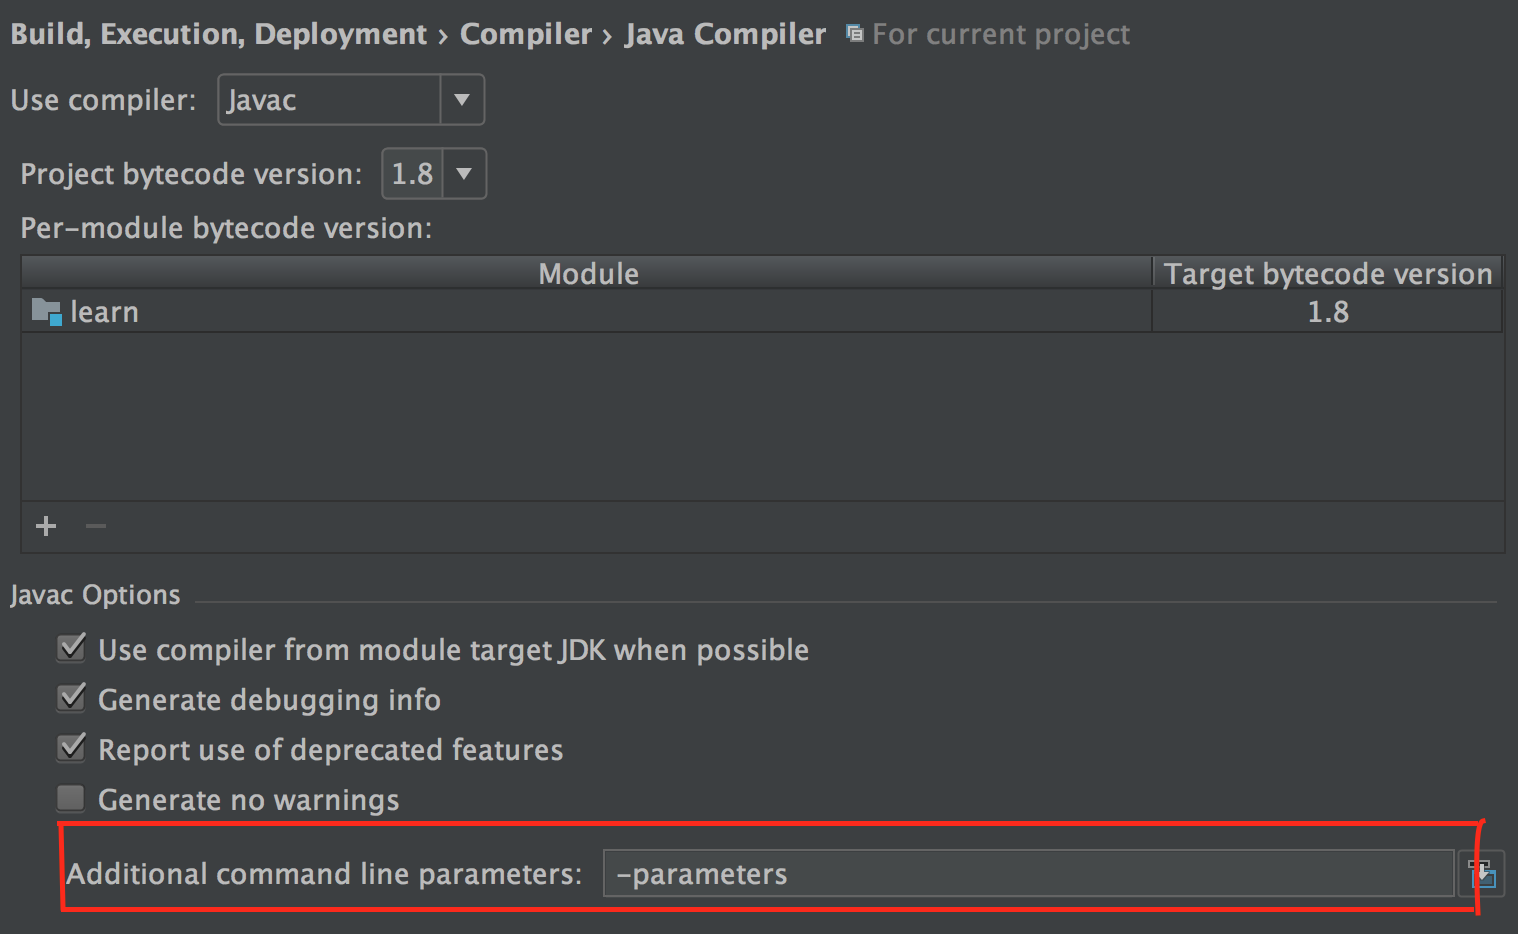 Build, Execution, Deployment › Compiler › Java Compiler For current project
Use compiler: Javac
Project bytecode version: 1.8
Per-module bytecode version:
Module Target bytecode version
learn 1.8
Javac Options
Use compiler from module target JDK when possible
Generate debugging info
Report use of deprecated features
Generate no warnings
Additional command line parameters: -parameters